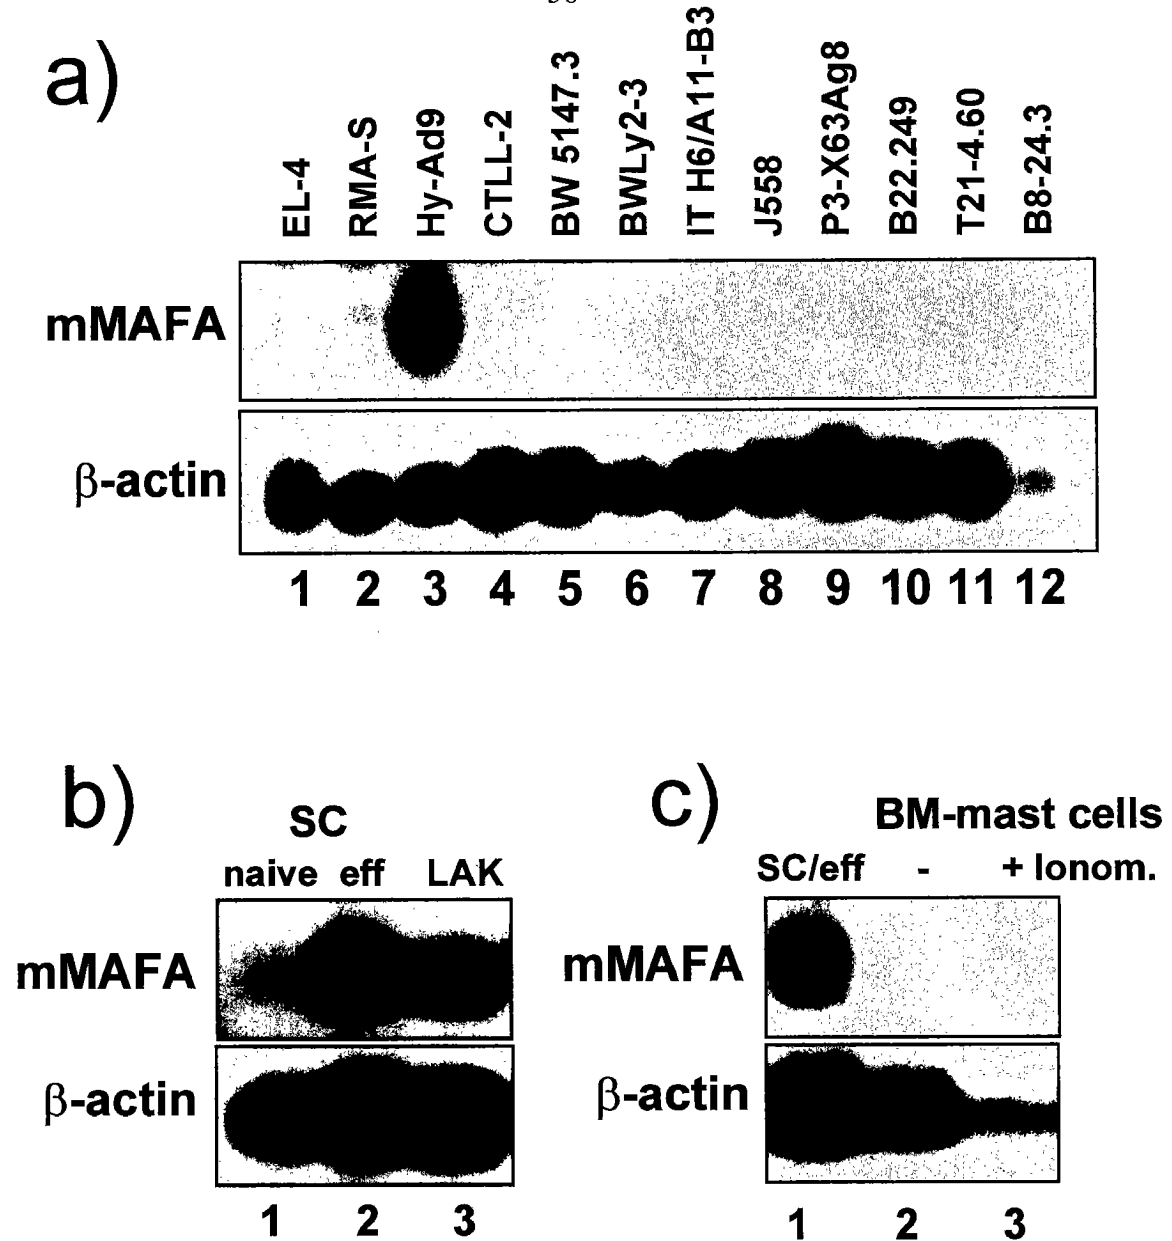 a)
EL-4
RMA-S
Hy-Ad9
CTLL-2
BW 5147.3
BWLy2-3
IT H6/A11-B3
J558
P3-X63Ag8
B22.249
T21-4.60
B8-24.3
mMAFA
β-actin
1 2 3 4 5 6 7 8 9 10 11 12
b)
SC
naive eff LAK
mMAFA
β-actin
1 2 3
c)
BM-mast cells
SC/eff - + Ionom.
mMAFA
β-actin
1 2 3